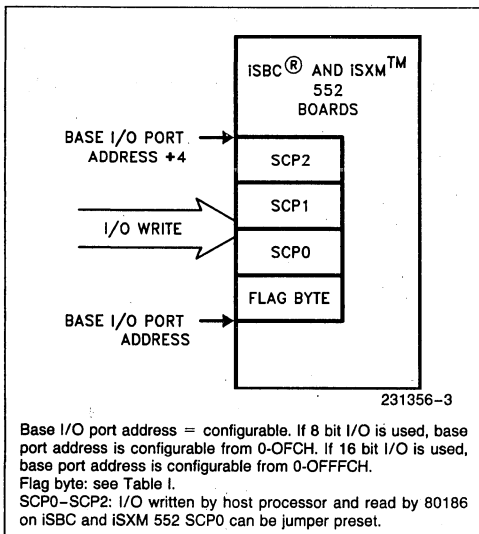 iSBC® AND iSXM™
552
BOARDS
BASE I/O PORT
ADDRESS +4
SCP2
SCP1
I/O WRITE
SCP0
FLAG BYTE
BASE I/O PORT
ADDRESS
231356-3
Base I/O port address = configurable. If 8 bit I/O is used, base
port address is configurable from 0-OFCH. If 16 bit I/O is used,
base port address is configurable from 0-OFFFCH.
Flag byte: see Table I.
SCP0–SCP2: I/O written by host processor and read by 80186
on iSBC and iSXM 552 SCP0 can be jumper preset.